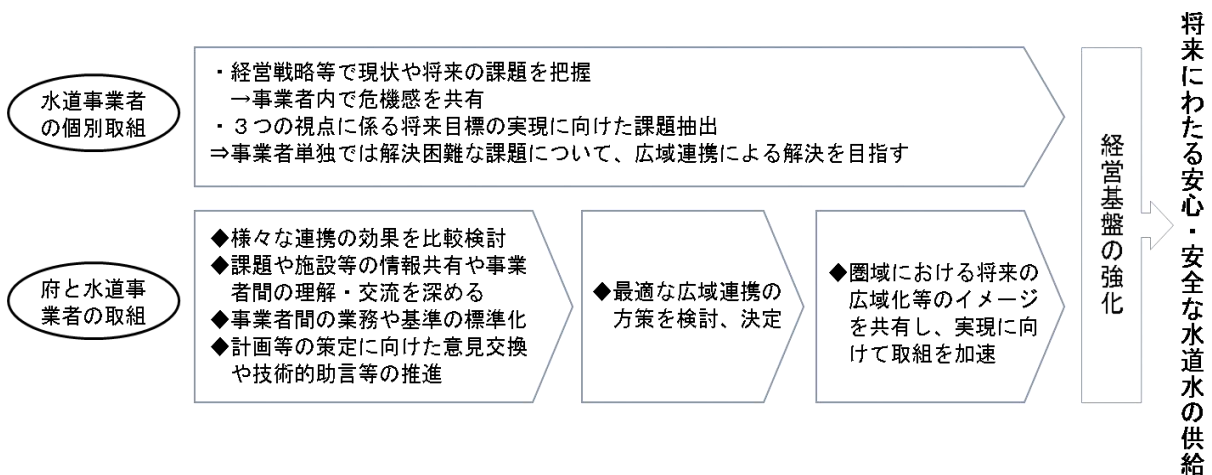 水道事業者
の個別取組
・経営戦略等で現状や将来の課題を把握
→事業者内で危機感を共有
・３つの視点に係る将来目標の実現に向けた課題抽出
⇒事業者単独では解決困難な課題について、広域連携による解決を目指す
府と水道事
業者の取組
◆様々な連携の効果を比較検討
◆課題や施設等の情報共有や事業
者間の理解・交流を深める
◆事業者間の業務や基準の標準化
◆計画等の策定に向けた意見交換
や技術的助言等の推進
◆最適な広域連携の
方策を検討、決定
◆圏域における将来の
広域化等のイメージ
を共有し、実現に向
けて取組を加速
経営基盤の強化
将来にわたる安心・安全な水道水の供給